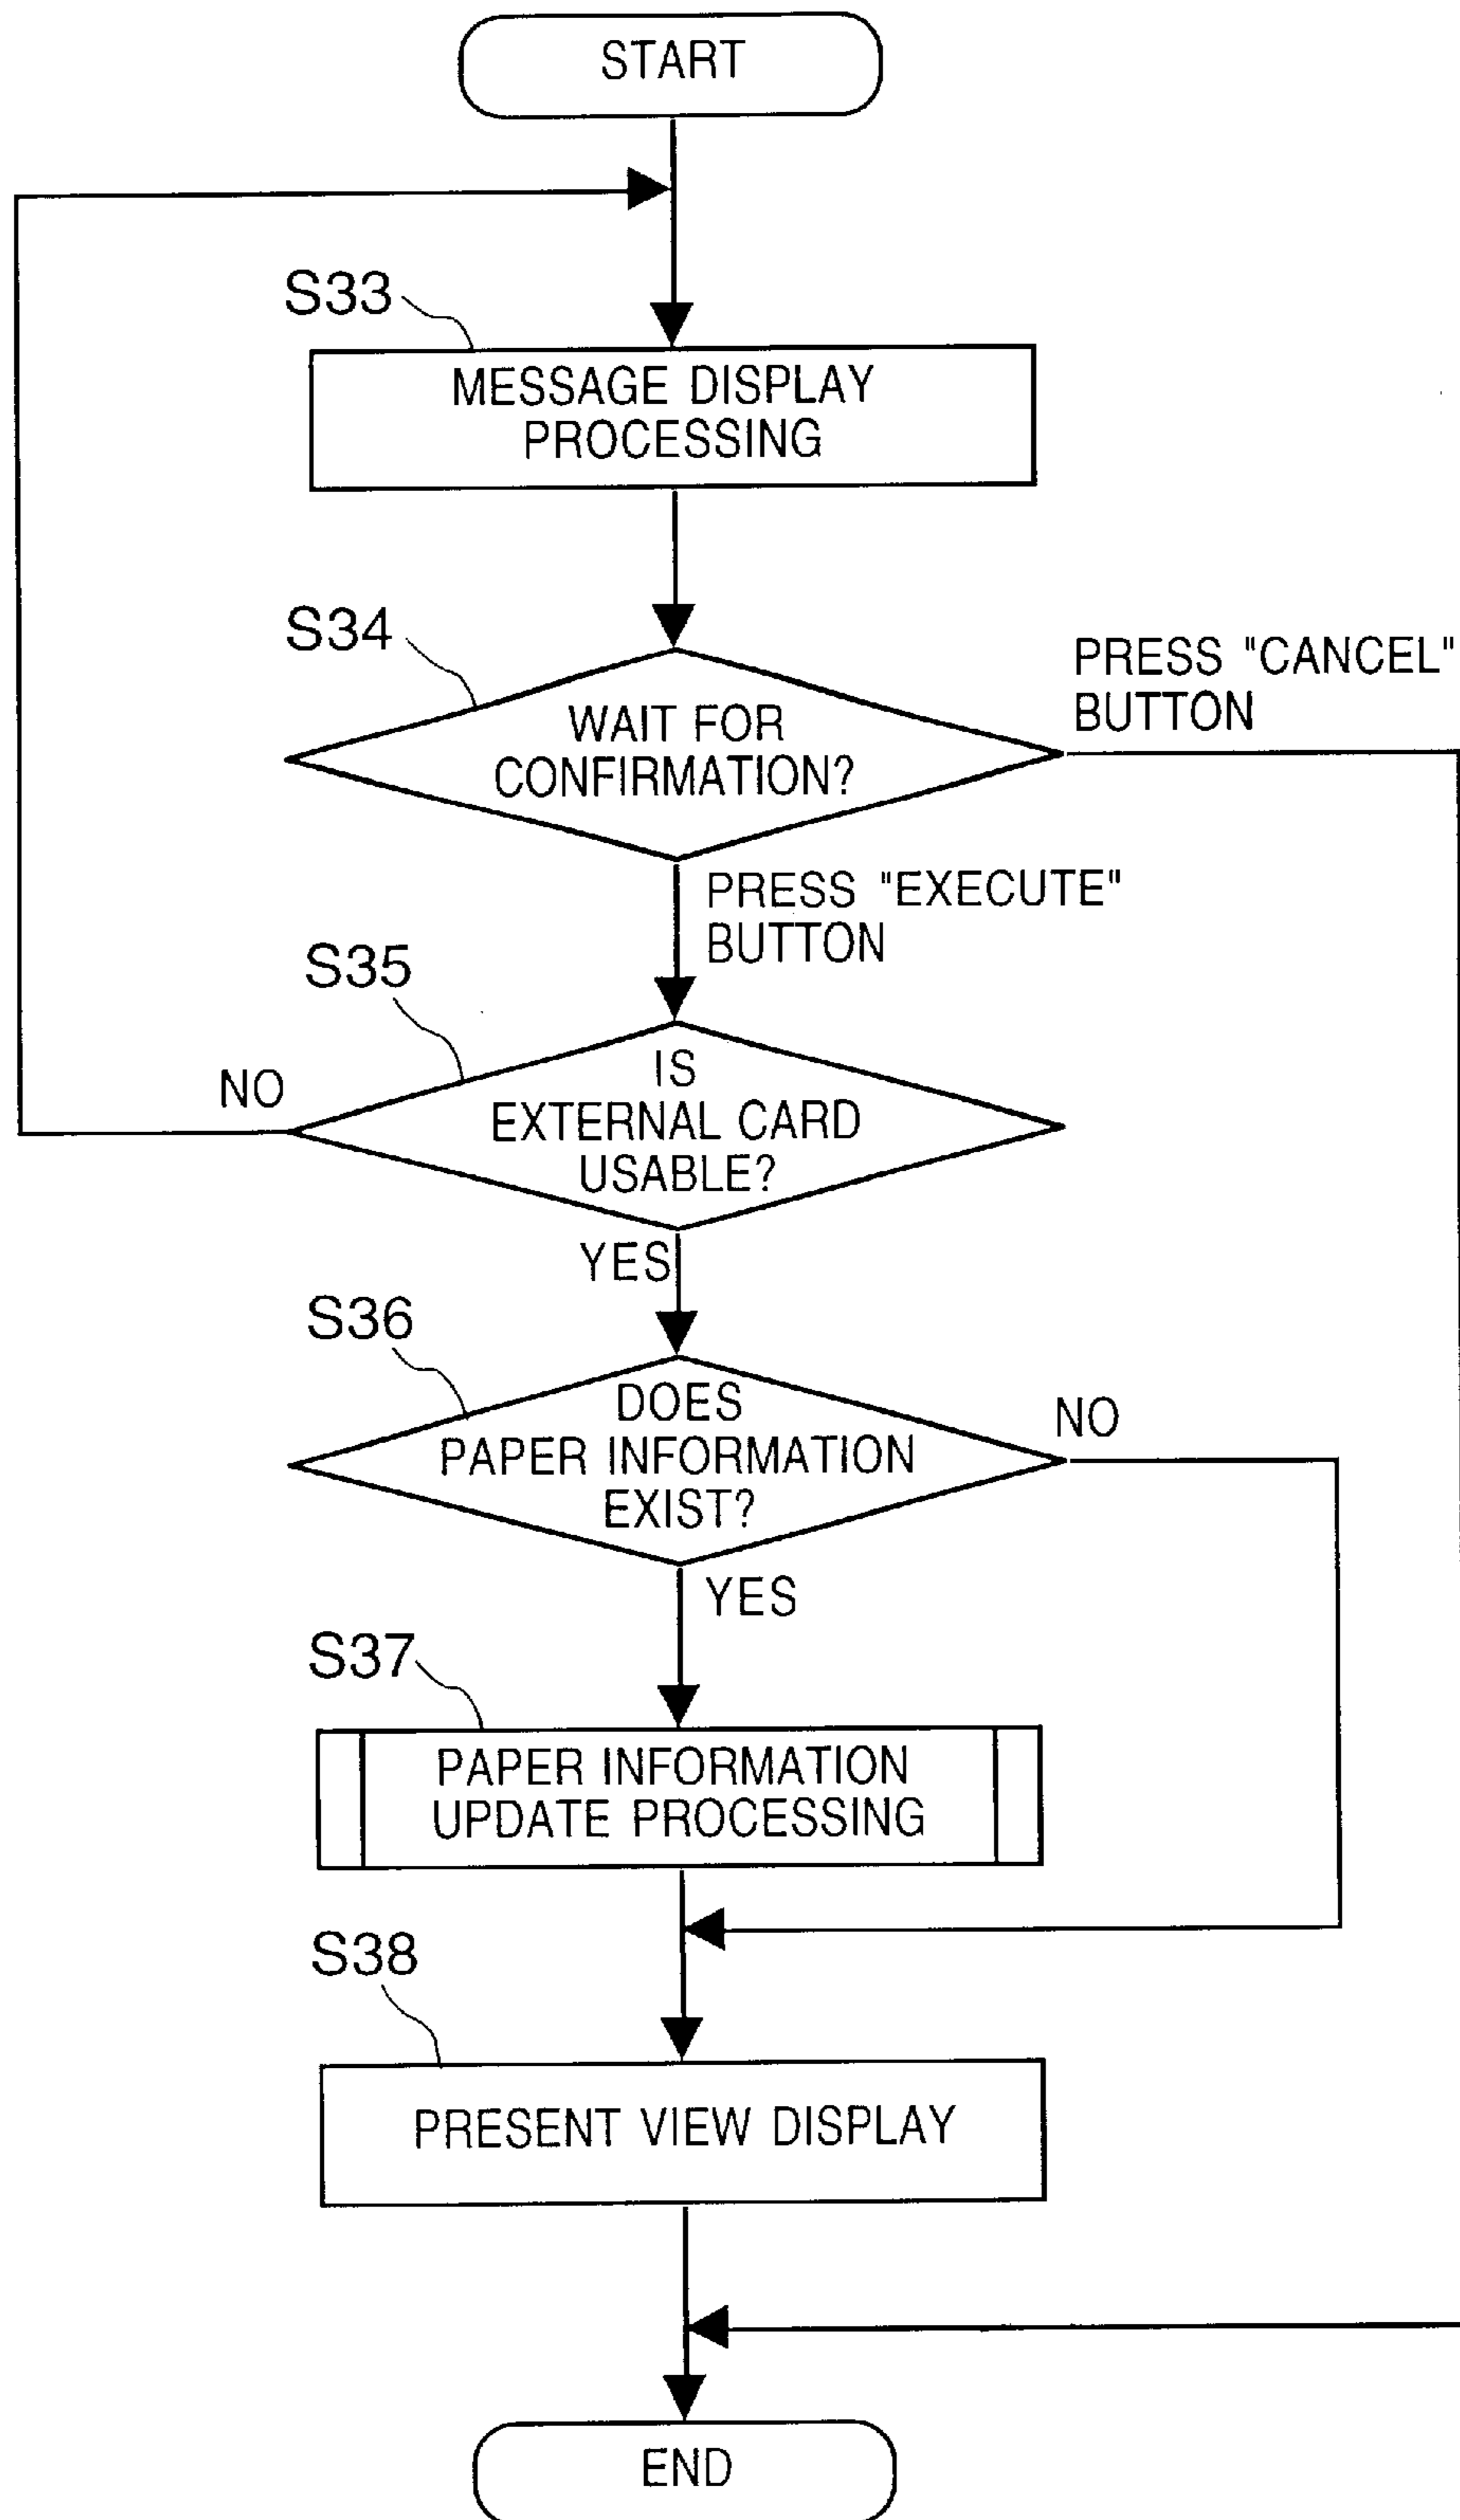 START
S33
MESSAGE DISPLAY
PROCESSING
S34
WAIT FOR
CONFIRMATION?
PRESS "CANCEL"
BUTTON
PRESS "EXECUTE"
BUTTON
S35
NO
IS
EXTERNAL CARD
USABLE?
YES
S36
DOES
PAPER INFORMATION
EXIST?
NO
YES
S37
PAPER INFORMATION
UPDATE PROCESSING
S38
PRESENT VIEW DISPLAY
END